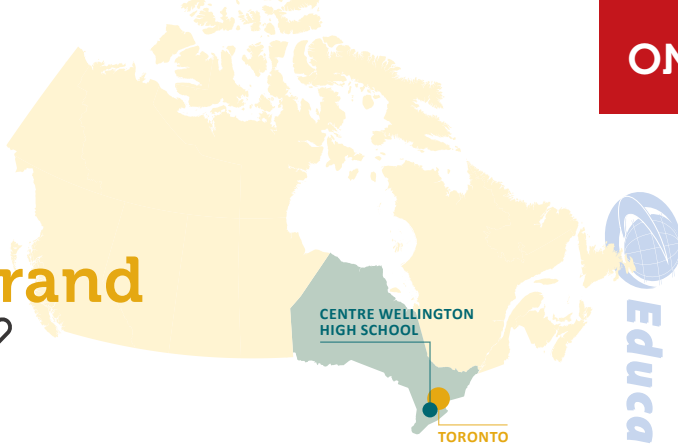 ON
rand
CENTRE WELLINGTON
HIGH SCHOOL
Educa
TORONTO